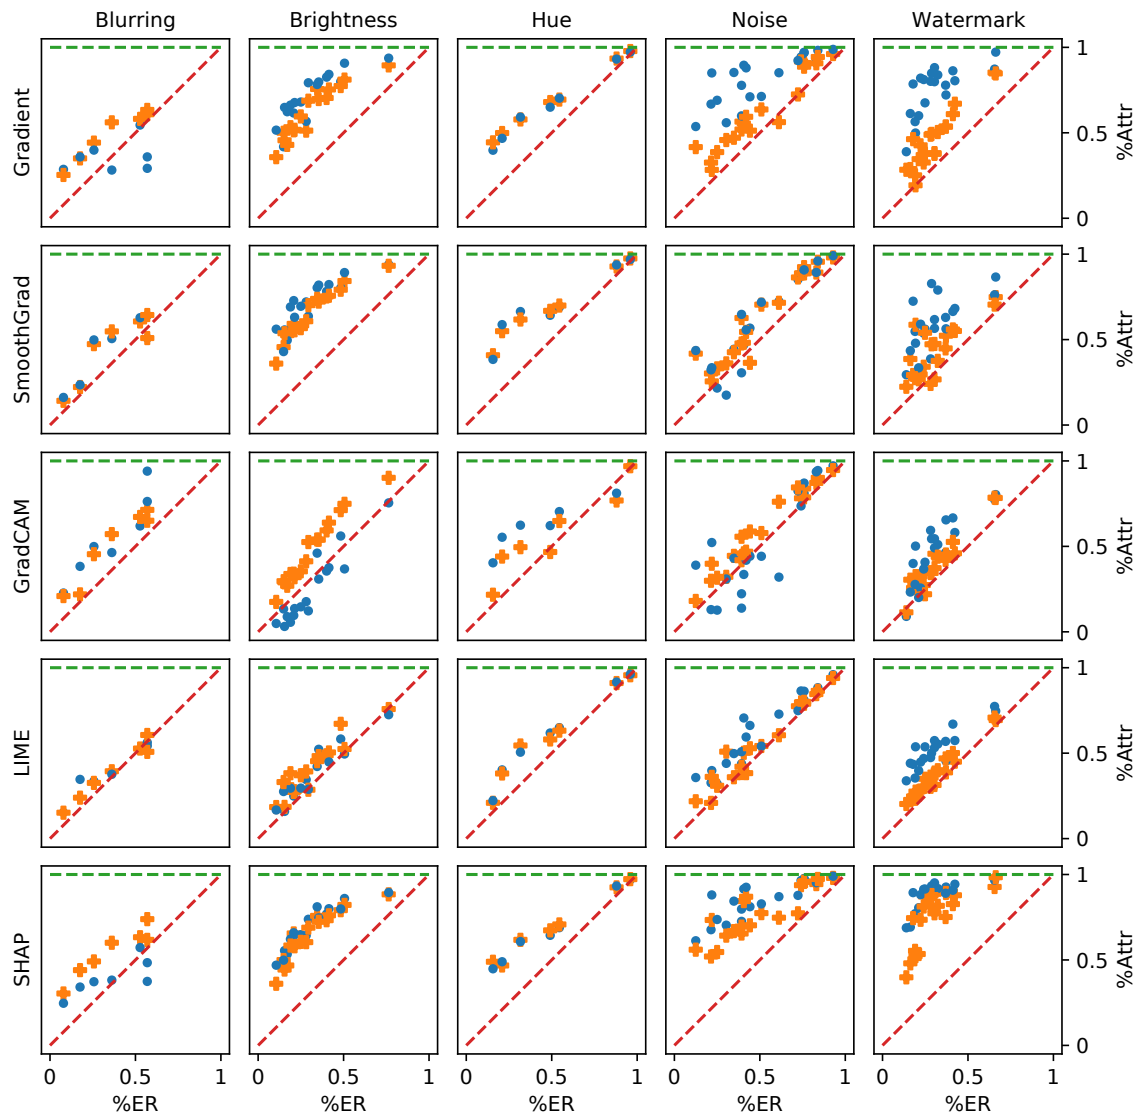 Blurring Brightness Hue Noise Watermark
Gradient
1
0.5
0
%Attr
SmoothGrad
1
0.5
0
%Attr
GradCAM
1
0.5
0
%Attr
LIME
1
0.5
0
%Attr
SHAP
1
0.5
0
%Attr
0 0.5 1 0 0.5 1 0 0.5 1 0 0.5 1 0 0.5 1
%ER %ER %ER %ER %ER